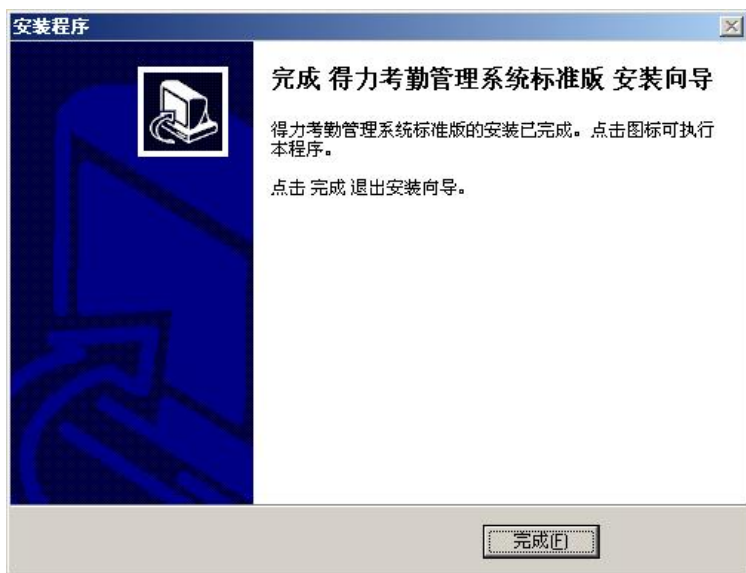 安装程序
完成 得力考勤管理系统标准版 安装向导
得力考勤管理系统标准版的安装已完成。点击图标可执行
本程序。
点击 完成 退出安装向导。
完成(F)